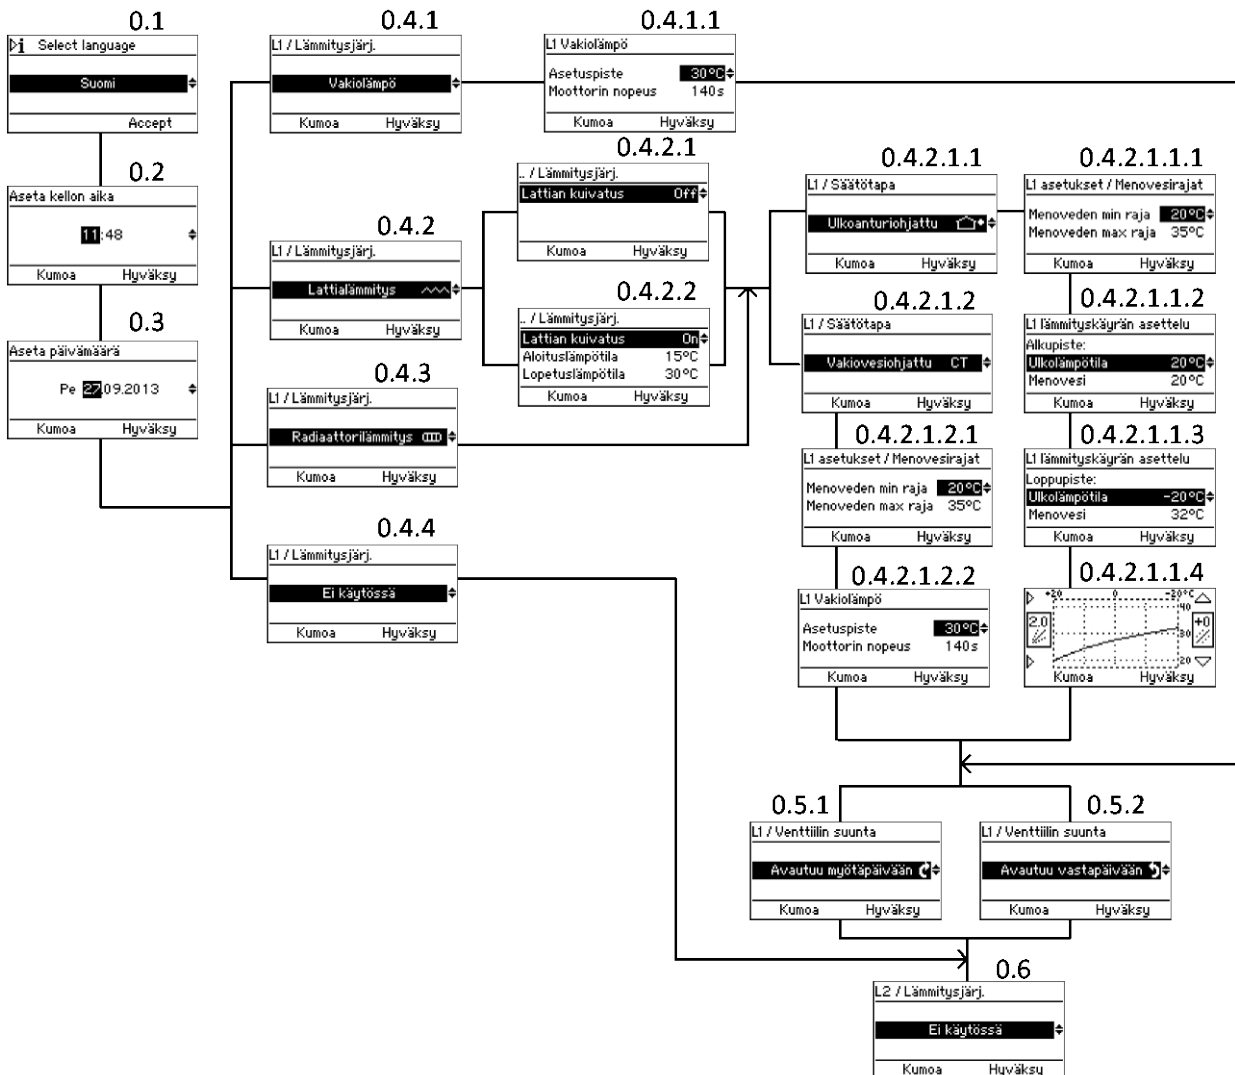 0.1
Select language
Suomi
Accept
0.2
Aseta kellon aika
11:48
Kumoa Hyväksy
0.3
Aseta päivämäärä
Pe 27.09.2013
Kumoa Hyväksy
0.4.1
L1 / Lämmitysjärj.
Vakiolämpö
Kumoa Hyväksy
0.4.1.1
L1 Vakiolämpö
Asetuspiste 30°C
Moottorin nopeus 140s
Kumoa Hyväksy
0.4.2
L1 / Lämmitysjärj.
Lattialämmitys
Kumoa Hyväksy
0.4.2.1
.. / Lämmitysjärj.
Lattian kuivatus Off
Kumoa Hyväksy
0.4.2.2
.. / Lämmitysjärj.
Lattian kuivatus On
Aloituslämpötila 15°C
Lopetuslämpötila 30°C
Kumoa Hyväksy
0.4.3
L1 / Lämmitysjärj.
Radiaattorilämmitys
Kumoa Hyväksy
0.4.4
L1 / Lämmitysjärj.
Ei käytössä
Kumoa Hyväksy
0.4.2.1.1
L1 / Säätötapa
Ulkoanturiohjattu
Kumoa Hyväksy
0.4.2.1.2
L1 / Säätötapa
Vakiovesiohjattu CT
Kumoa Hyväksy
0.4.2.1.2.1
L1 asetukset / Menovesirajat
Menoveden min raja 20°C
Menoveden max raja 35°C
Kumoa Hyväksy
0.4.2.1.2.2
L1 Vakiolämpö
Asetuspiste 30°C
Moottorin nopeus 140s
Kumoa Hyväksy
0.4.2.1.1.1
L1 asetukset / Menovesirajat
Menoveden min raja 20°C
Menoveden max raja 35°C
Kumoa Hyväksy
0.4.2.1.1.2
L1 lämmityskäyrän asettelu
Alkupiste:
Ulkolämpötila 20°C
Menovesi 20°C
Kumoa Hyväksy
0.4.2.1.1.3
L1 lämmityskäyrän asettelu
Loppupiste:
Ulkolämpötila -20°C
Menovesi 32°C
Kumoa Hyväksy
0.4.2.1.1.4
+20 0 -20°C
40
2.0 +0
30
20
Kumoa Hyväksy
0.5.1
L1 / Venttiilin suunta
Avautuu myötäpäivään
Kumoa Hyväksy
0.5.2
L1 / Venttiilin suunta
Avautuu vastapäivään
Kumoa Hyväksy
0.6
L2 / Lämmitysjärj.
Ei käytössä
Kumoa Hyväksy